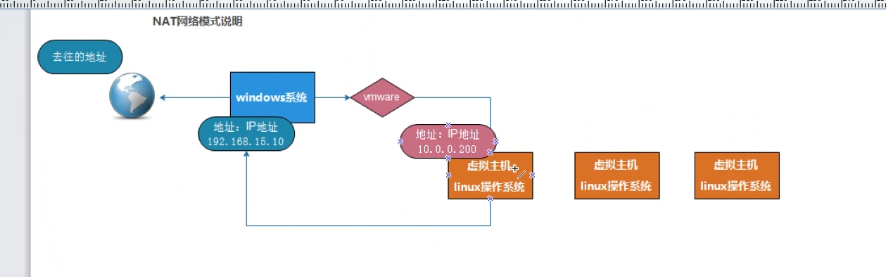 NAT网络模式说明
去往的地址
windows系统
vmware
地址：IP地址
192.168.15.10
地址：IP地址
10.0.0.200
虚拟主机
linux操作系统
虚拟主机
linux操作系统
虚拟主机
linux操作系统